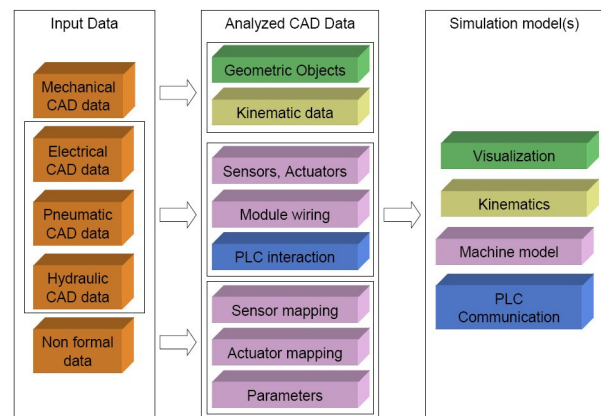 Input Data
Mechanical
CAD data
Electrical
CAD data
Pneumatic
CAD data
Hydraulic
CAD data
Non formal
data
Analyzed CAD Data
Geometric Objects
Kinematic data
Sensors, Actuators
Module wiring
PLC interaction
Sensor mapping
Actuator mapping
Parameters
Simulation model(s)
Visualization
Kinematics
Machine model
PLC
Communication